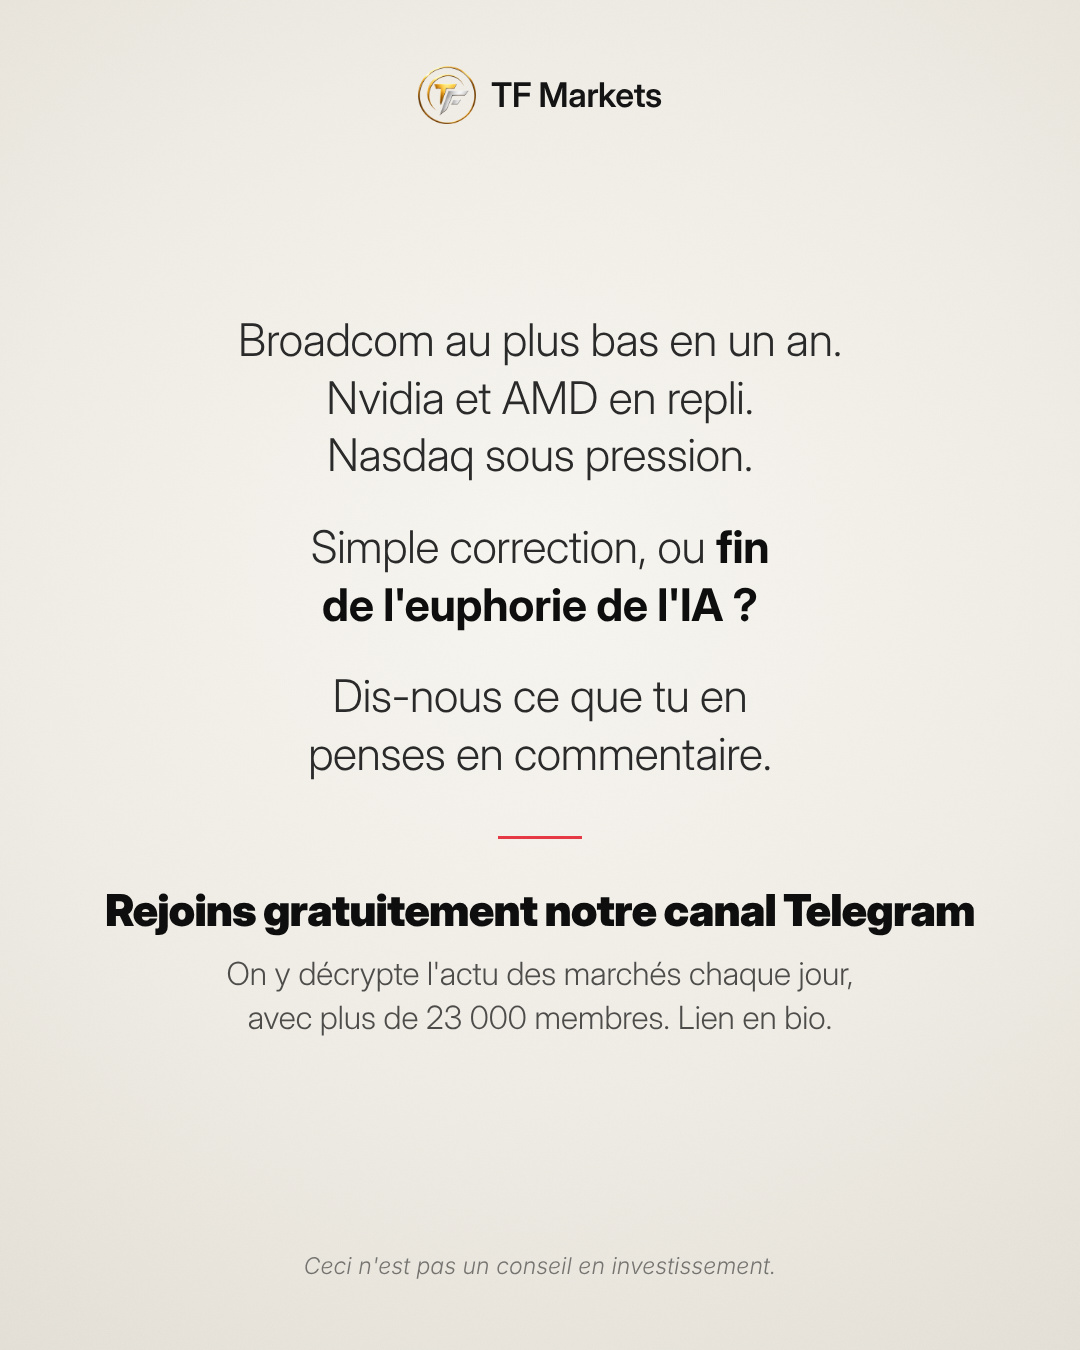 TF Markets
Broadcom au plus bas en un an.
Nvidia et AMD en repli.
Nasdaq sous pression.
Simple correction, ou fin
de l'euphorie de l'IA ?
Dis-nous ce que tu en
penses en commentaire.
Rejoins gratuitement notre canal Telegram
On y décrypte l'actu des marchés chaque jour,
avec plus de 23 000 membres. Lien en bio.
Ceci n'est pas un conseil en investissement.